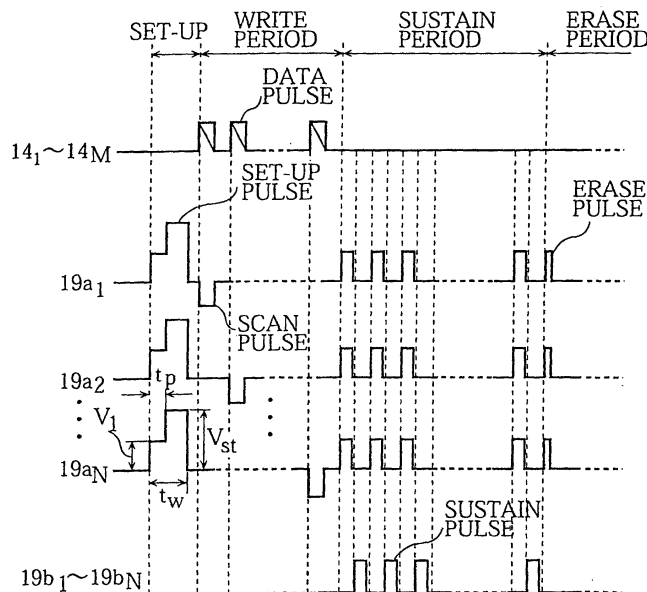 SET-UP
WRITE
PERIOD
SUSTAIN
PERIOD
ERASE
PERIOD
DATA
PULSE
14₁~14M
SET-UP
PULSE
ERASE
PULSE
19a₁
SCAN
PULSE
19a₂
tp
V₁
Vst
19aN
tw
SUSTAIN
PULSE
19b₁~19bN